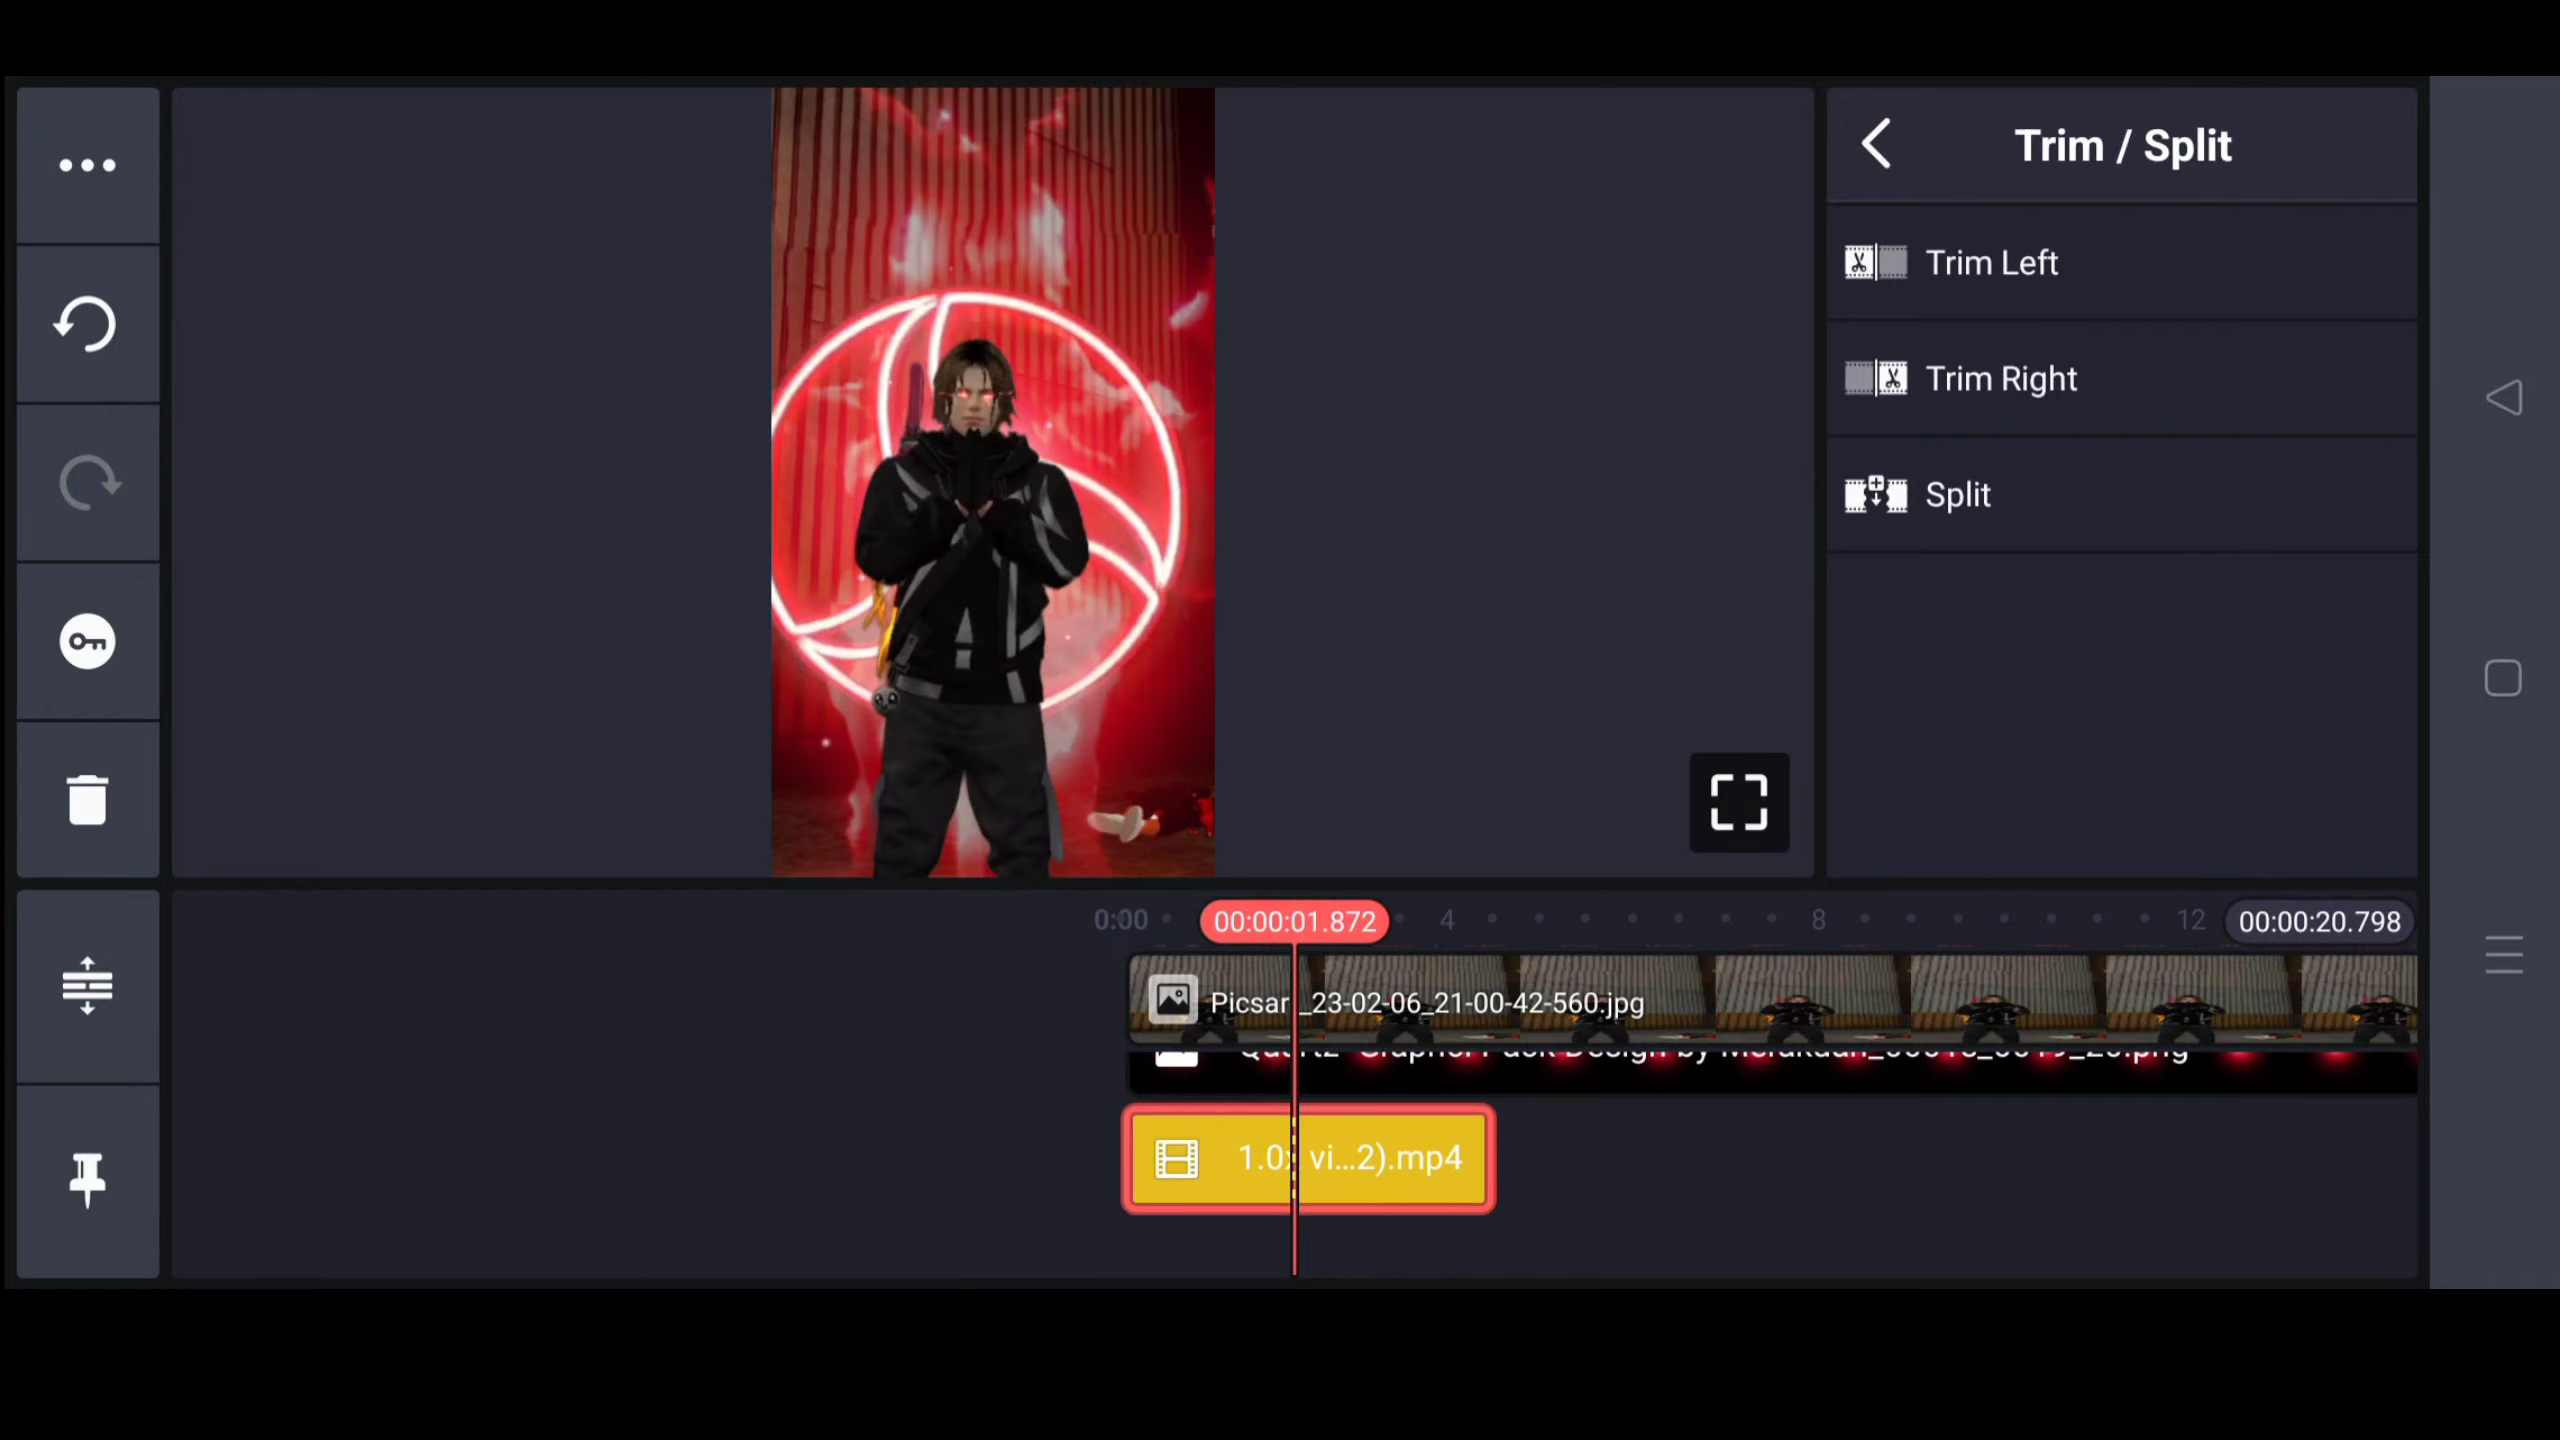 Trim / Split
Trim Left
Trim Right
Split
0:00
00:00:01.872
4
8
12
00:00:20.798
Picsar _23-02-06_21-00-42-560.jpg
1.0x vi...2).mp4